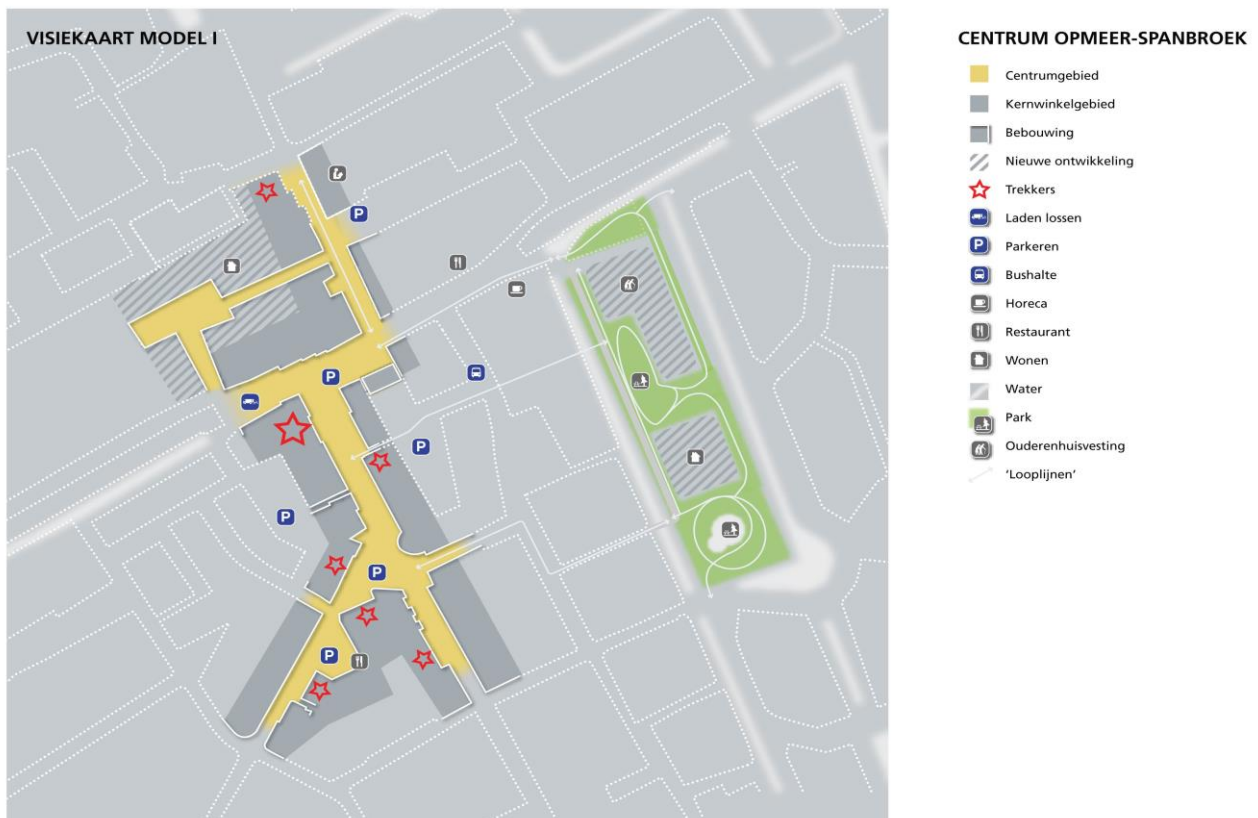 VISIEKAART MODEL I
CENTRUM OPMEER-SPANBROEK
Centrumgebied
Kernwinkelgebied
Bebouwing
Nieuwe ontwikkeling
Trekkers
Laden lossen
P Parkeren
Bushalte
Horeca
Restaurant
Wonen
Water
Park
Ouderenhuisvesting
'Looplijnen'
P
P
P
P
P
P